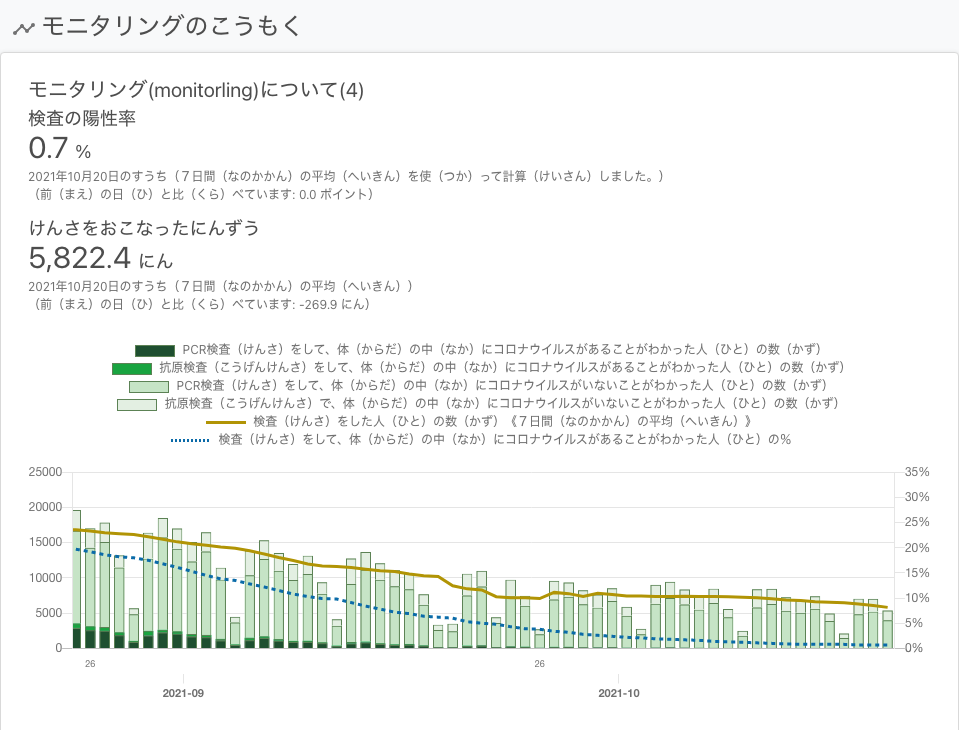 モニタリングのこうもく
モニタリング(monitorling)について(4)
検査の陽性率
0.7 %
2021年10月20日のすうち（７日間（なのかかん）の平均（へいきん）を使（つか）って計算（けいさん）しました。）
（前（まえ）の日（ひ）と比（くら）べています: 0.0 ポイント）
けんさをおこなったにんずう
5,822.4 にん
2021年10月20日のすうち（７日間（なのかかん）の平均（へいきん））
（前（まえ）の日（ひ）と比（くら）べています: -269.9 にん）
PCR検査（けんさ）をして、体（からだ）の中（なか）にコロナウイルスがあることがわかった人（ひと）の数（かず）
抗原検査（こうげんけんさ）をして、体（からだ）の中（なか）にコロナウイルスがあることがわかった人（ひと）の数（かず）
PCR検査（けんさ）をして、体（からだ）の中（なか）にコロナウイルスがいないことがわかった人（ひと）の数（かず）
抗原検査（こうげんけんさ）で、体（からだ）の中（なか）にコロナウイルスがいないことがわかった人（ひと）の数（かず）
検査（けんさ）をした人（ひと）の数（かず）《７日間（なのかかん）の平均（へいきん）》
検査（けんさ）をして、体（からだ）の中（なか）にコロナウイルスがあることがわかった人（ひと）の%
25000
20000
15000
10000
5000
0
35%
30%
25%
20%
15%
10%
5%
0%
26
26
2021-09
2021-10